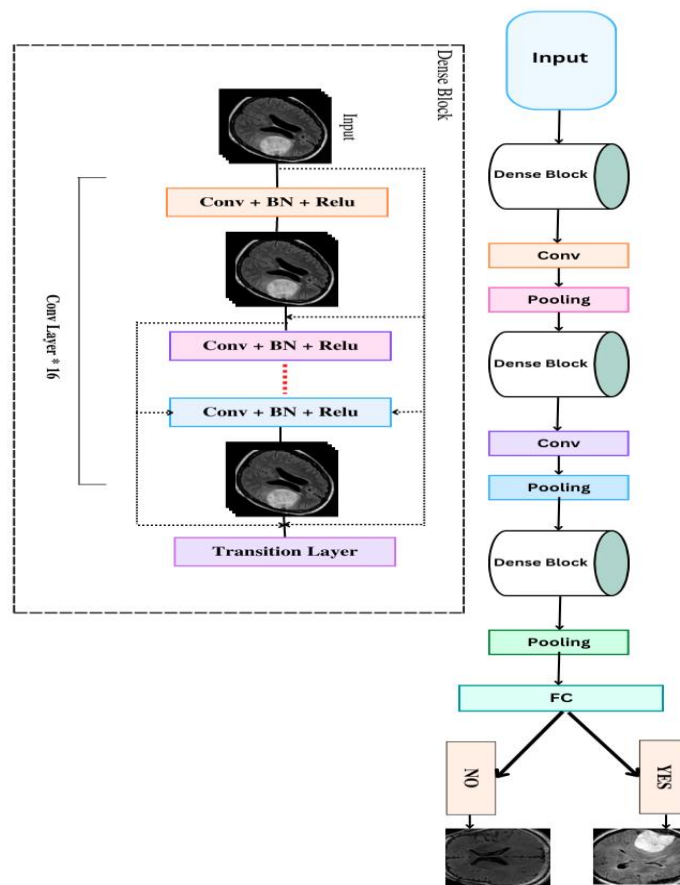 Dense Block
Input
Conv + BN + Relu
Conv Layer * 16
Conv + BN + Relu
Conv + BN + Relu
Transition Layer
Input
Dense Block
Conv
Pooling
Dense Block
Conv
Pooling
Dense Block
Pooling
FC
NO
YES